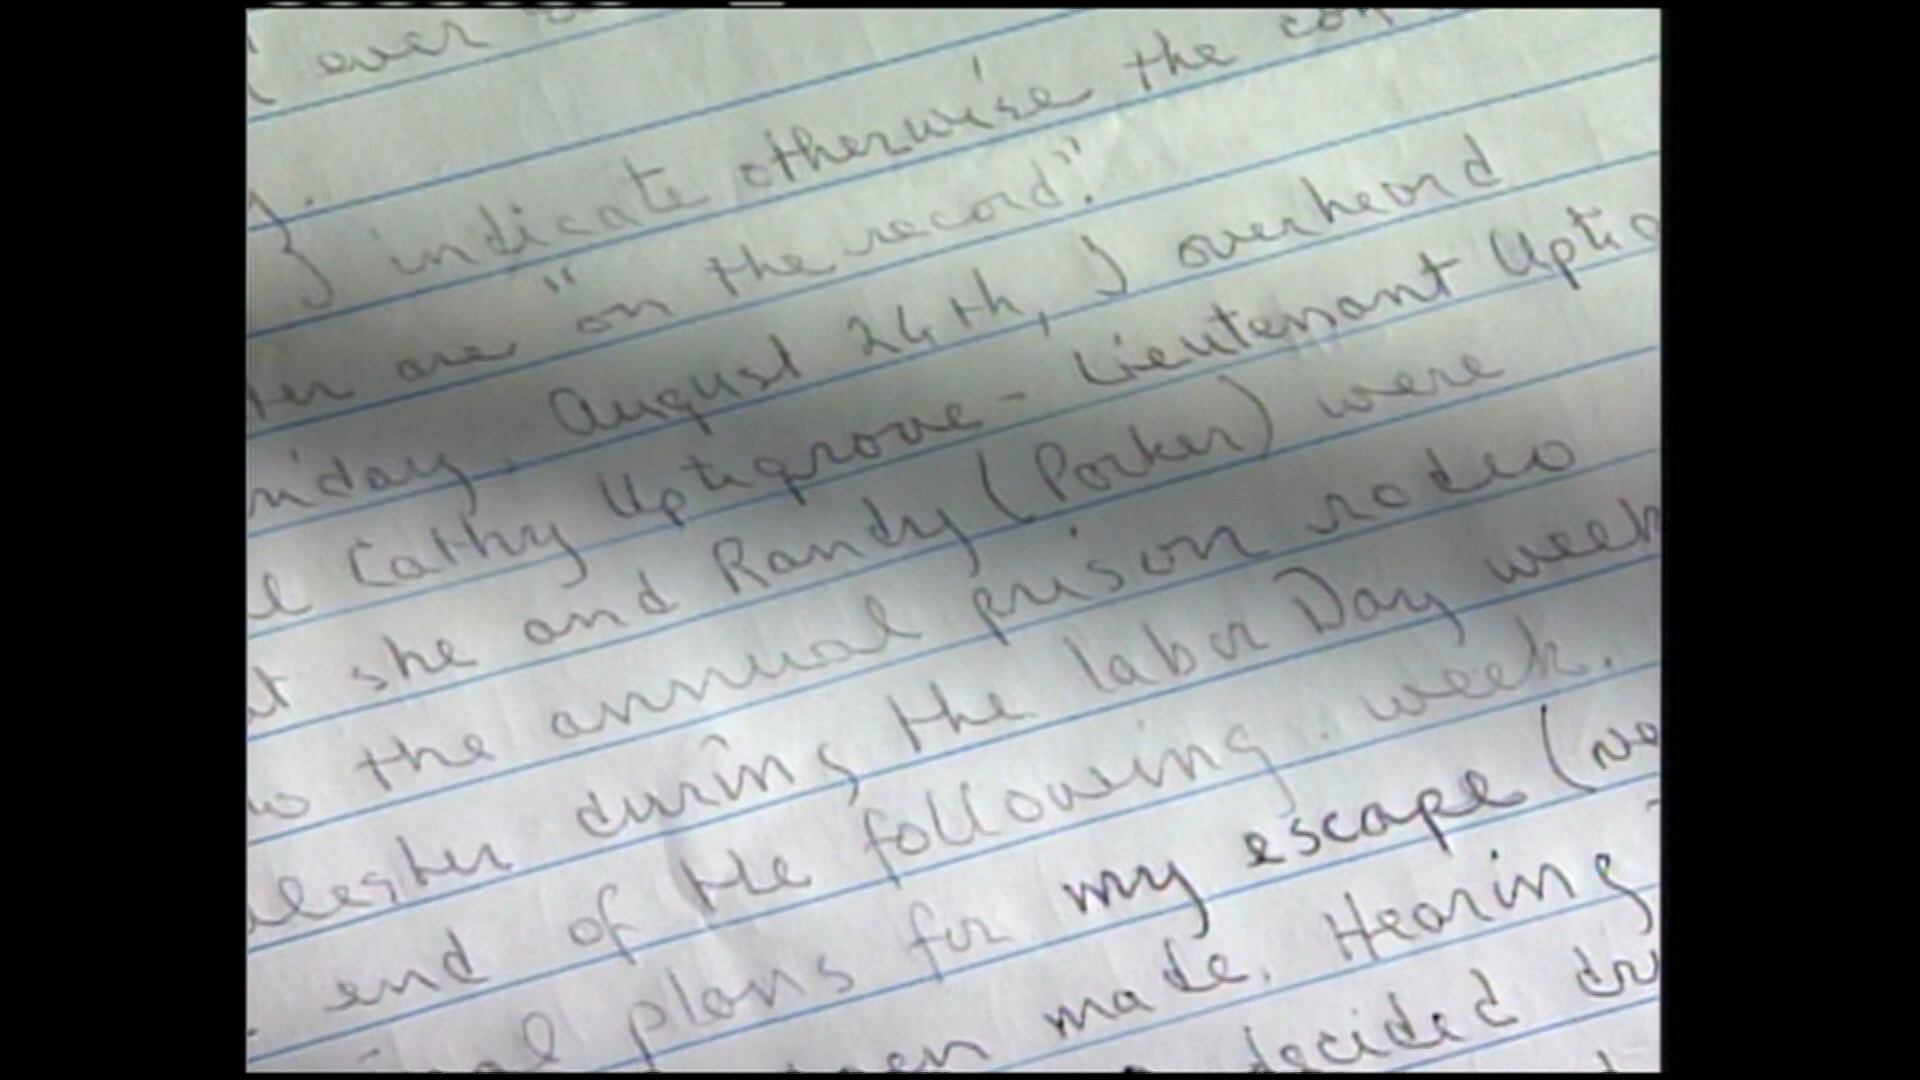 ever
indicate otherwise the
are "on the record".
August 24th, I overheard
Cathy Uptigrove - Lieutenant Uptig
she and Randy (Parker) were
the annual prison rodeo
during the labor Day week
end of the following week.
plans for my escape (no
made. Hearing
decided